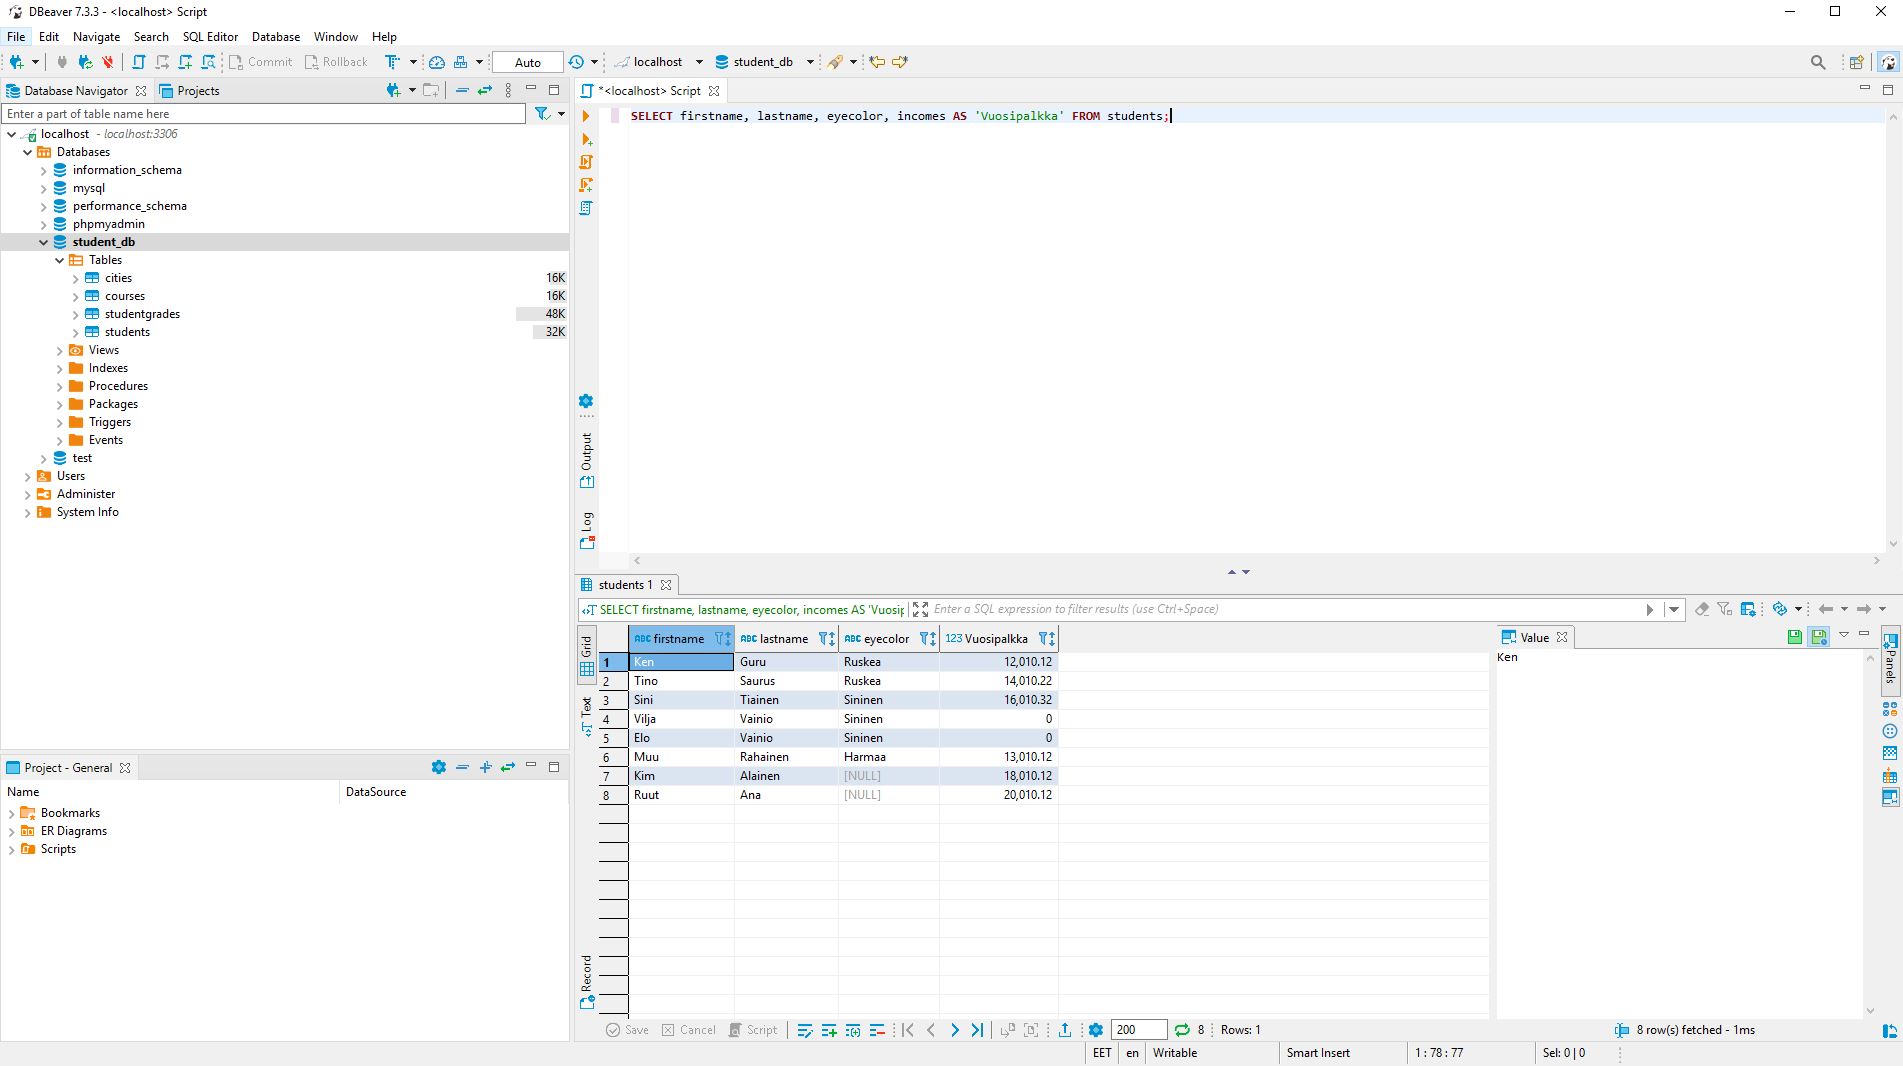 DBeaver 7.3.3 - <localhost> Script
File Edit Navigate Search SQL Editor Database Window Help
Commit Rollback Auto localhost student_db
Database Navigator Projects
Enter a part of table name here
localhost - localhost:3306
Databases
information_schema
mysql
performance_schema
phpmyadmin
student_db
Tables
cities 16K
courses 16K
studentgrades 48K
students 32K
Views
Indexes
Procedures
Packages
Triggers
Events
test
Users
Administer
System Info
Project - General
Name DataSource
Bookmarks
ER Diagrams
Scripts
*<localhost> Script
SELECT firstname, lastname, eyecolor, incomes AS 'Vuosipalkka' FROM students;
Output
Log
students 1
SELECT firstname, lastname, eyecolor, incomes AS 'Vuosip
Enter a SQL expression to filter results (use Ctrl+Space)
Grid
Text
Record
ABC firstname ABC lastname ABC eyecolor 123 Vuosipalkka
1 Ken Guru Ruskea 12,010.12
2 Tino Saurus Ruskea 14,010.22
3 Sini Tiainen Sininen 16,010.32
4 Vilja Vainio Sininen 0
5 Elo Vainio Sininen 0
6 Muu Rahainen Harmaa 13,010.12
7 Kim Alainen [NULL] 18,010.12
8 Ruut Ana [NULL] 20,010.12
Value
Ken
Panels
Save Cancel Script 200 8 Rows: 1 8 row(s) fetched - 1ms
EET en Writable Smart Insert 1 : 78 : 77 Sel: 0 | 0